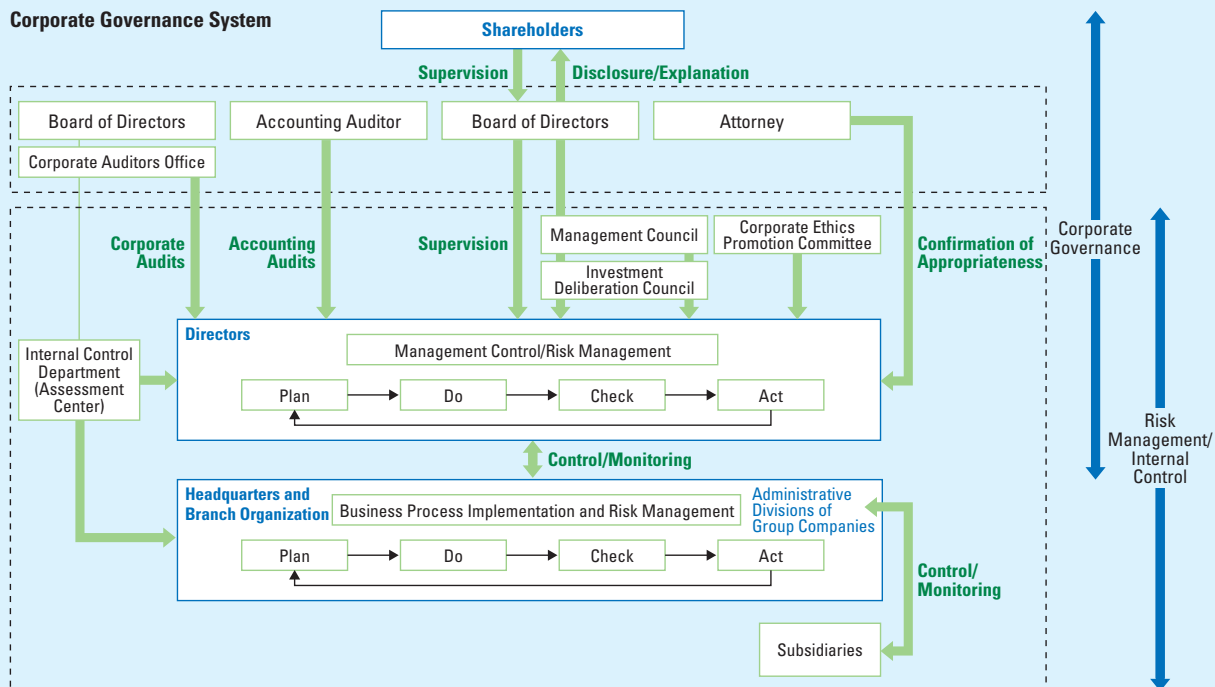 Corporate Governance System
Shareholders
Supervision
Disclosure/Explanation
Board of Directors
Accounting Auditor
Board of Directors
Attorney
Corporate Auditors Office
Corporate
Audits
Accounting
Audits
Supervision
Management Council
Investment
Deliberation Council
Corporate Ethics
Promotion Committee
Confirmation of
Appropriateness
Corporate
Governance
Directors
Management Control/Risk Management
Plan
Do
Check
Act
Internal Control
Department
(Assessment
Center)
Control/Monitoring
Risk
Management/
Internal
Control
Headquarters and
Branch Organization
Business Process Implementation and Risk Management
Administrative
Divisions of
Group Companies
Plan
Do
Check
Act
Control/
Monitoring
Subsidiaries